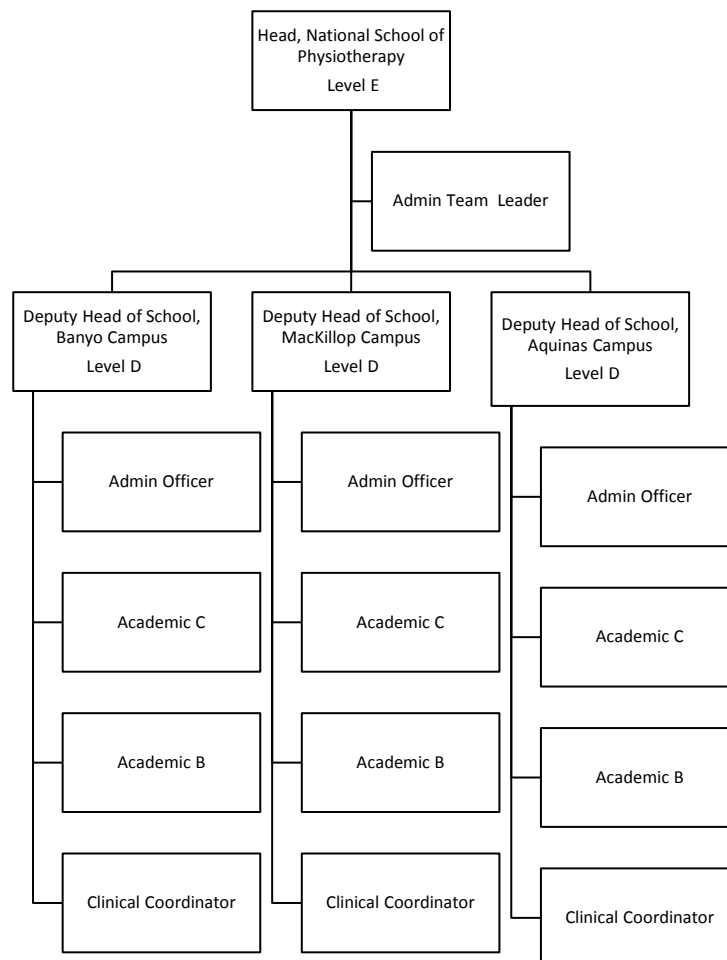 Head, National School of
Physiotherapy
Level E
Admin Team Leader
Deputy Head of School,
Banyo Campus
Level D
Deputy Head of School,
MacKillop Campus
Level D
Deputy Head of School,
Aquinas Campus
Level D
Admin Officer
Admin Officer
Admin Officer
Academic C
Academic C
Academic C
Academic B
Academic B
Academic B
Clinical Coordinator
Clinical Coordinator
Clinical Coordinator